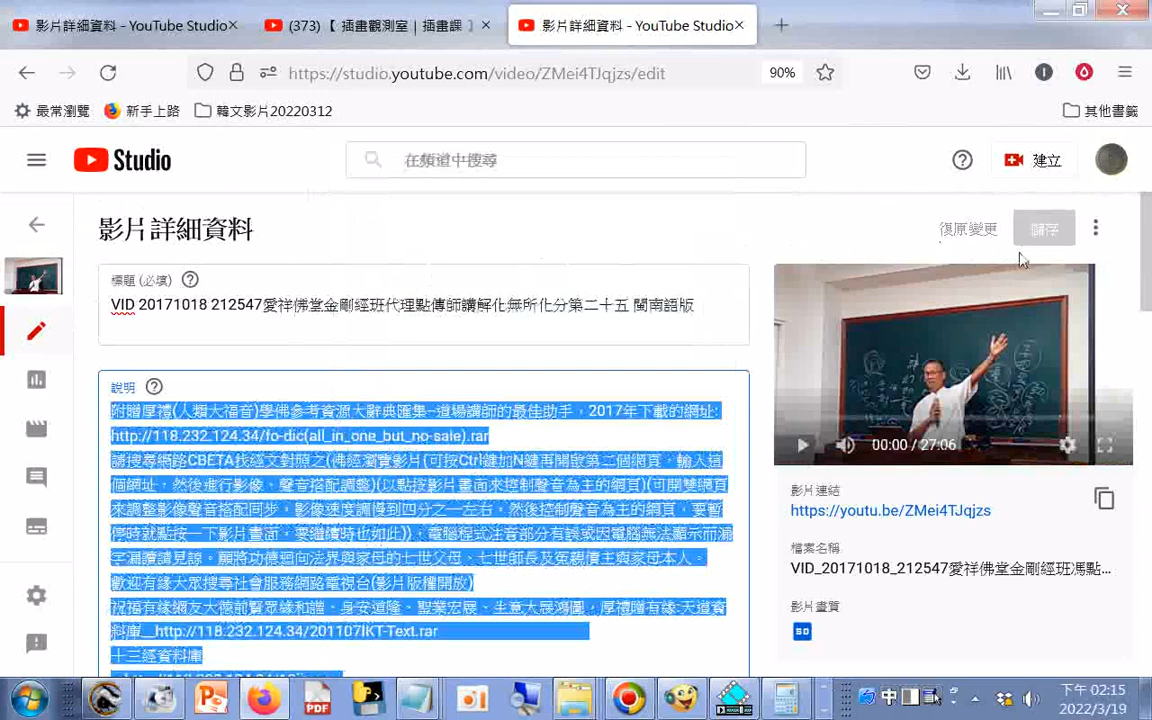 影片詳細資料 - YouTube Studio
(373)【 插畫觀測室 | 插畫課 】
影片詳細資料 - YouTube Studio
https://studio.youtube.com/video/ZMei4TJqjzs/edit
90%
最常瀏覽
新手上路
韓文影片20220312
其他書籤
Studio
在頻道中搜尋
建立
影片詳細資料
復原變更
儲存
標題 (必填)
VID 20171018 212547愛祥佛堂金剛經班代理點傳師講解化無所化分第二十五 閩南語版
說明
附贈厚禮(人類大福音)學佛參考資源大辭典匯集--道場講師的最佳助手，2017年下載的網址:
http://118.232.124.34/fo-dic(all_in_one_but_no-sale).rar
請搜尋網路CBETA找經文對照之(佛經瀏覽影片(可按Ctrl鍵加N鍵再開啟第二個網頁，輸入這
個網址，然後進行影像、聲音搭配調整)(以點按影片畫面來控制聲音為主的網頁)(可開雙網頁
來調整影像聲音搭配同步，影像速度調慢到四分之一左右，然後控制聲音為主的網頁，要暫
停時就點按一下影片畫面，要繼續時也如此))、電腦程式注音部分有誤或因電腦無法顯示而漏
字漏讀請見諒。願將功德迴向法界與家母的七世父母、七世師長及冤親債主與家母本人。
歡迎有緣大眾搜尋社會服務網路電視台(影片版權開放)
祝福有緣網友大德前賢眾緣和諧、身安道隆、聖業宏展、生意大展鴻圖，厚禮贈有緣:天道資
料庫__http://118.232.124.34/201107IKT-Text.rar
十三經資料庫
00:00 / 27:06
影片連結
https://youtu.be/ZMei4TJqjzs
檔案名稱
VID_20171018_212547愛祥佛堂金剛經班馮點...
影片畫質
SD
PDF
中
下午 02:15
2022/3/19